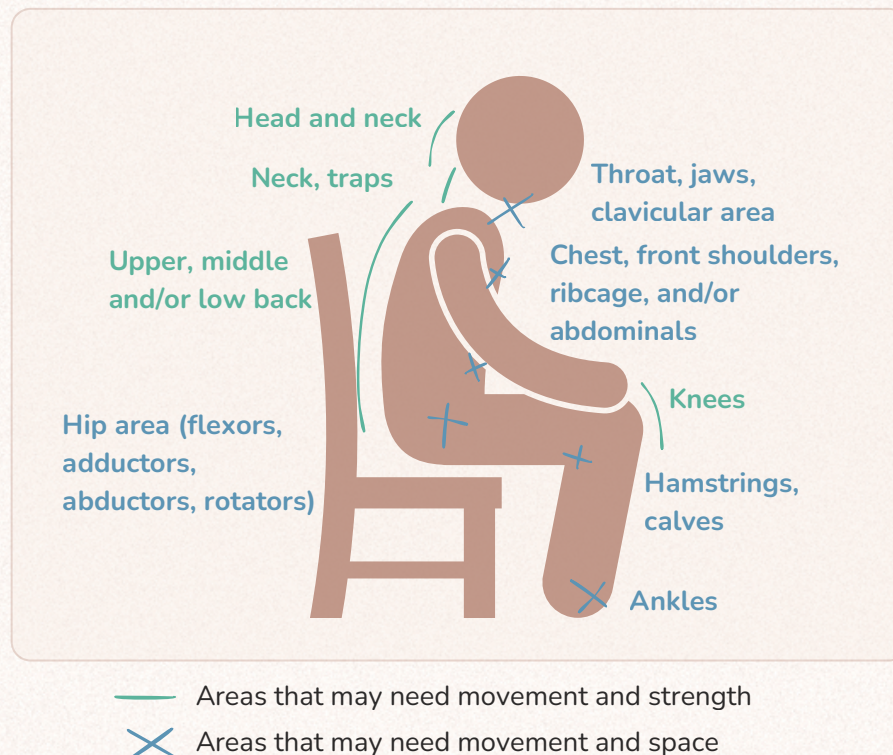 Head and neck
Neck, traps
Throat, jaws,
clavicular area
Upper, middle
and/or low back
Chest, front shoulders,
ribcage, and/or
abdominals
Knees
Hip area (flexors,
adductors,
abductors, rotators)
Hamstrings,
calves
Ankles
Areas that may need movement and strength
Areas that may need movement and space